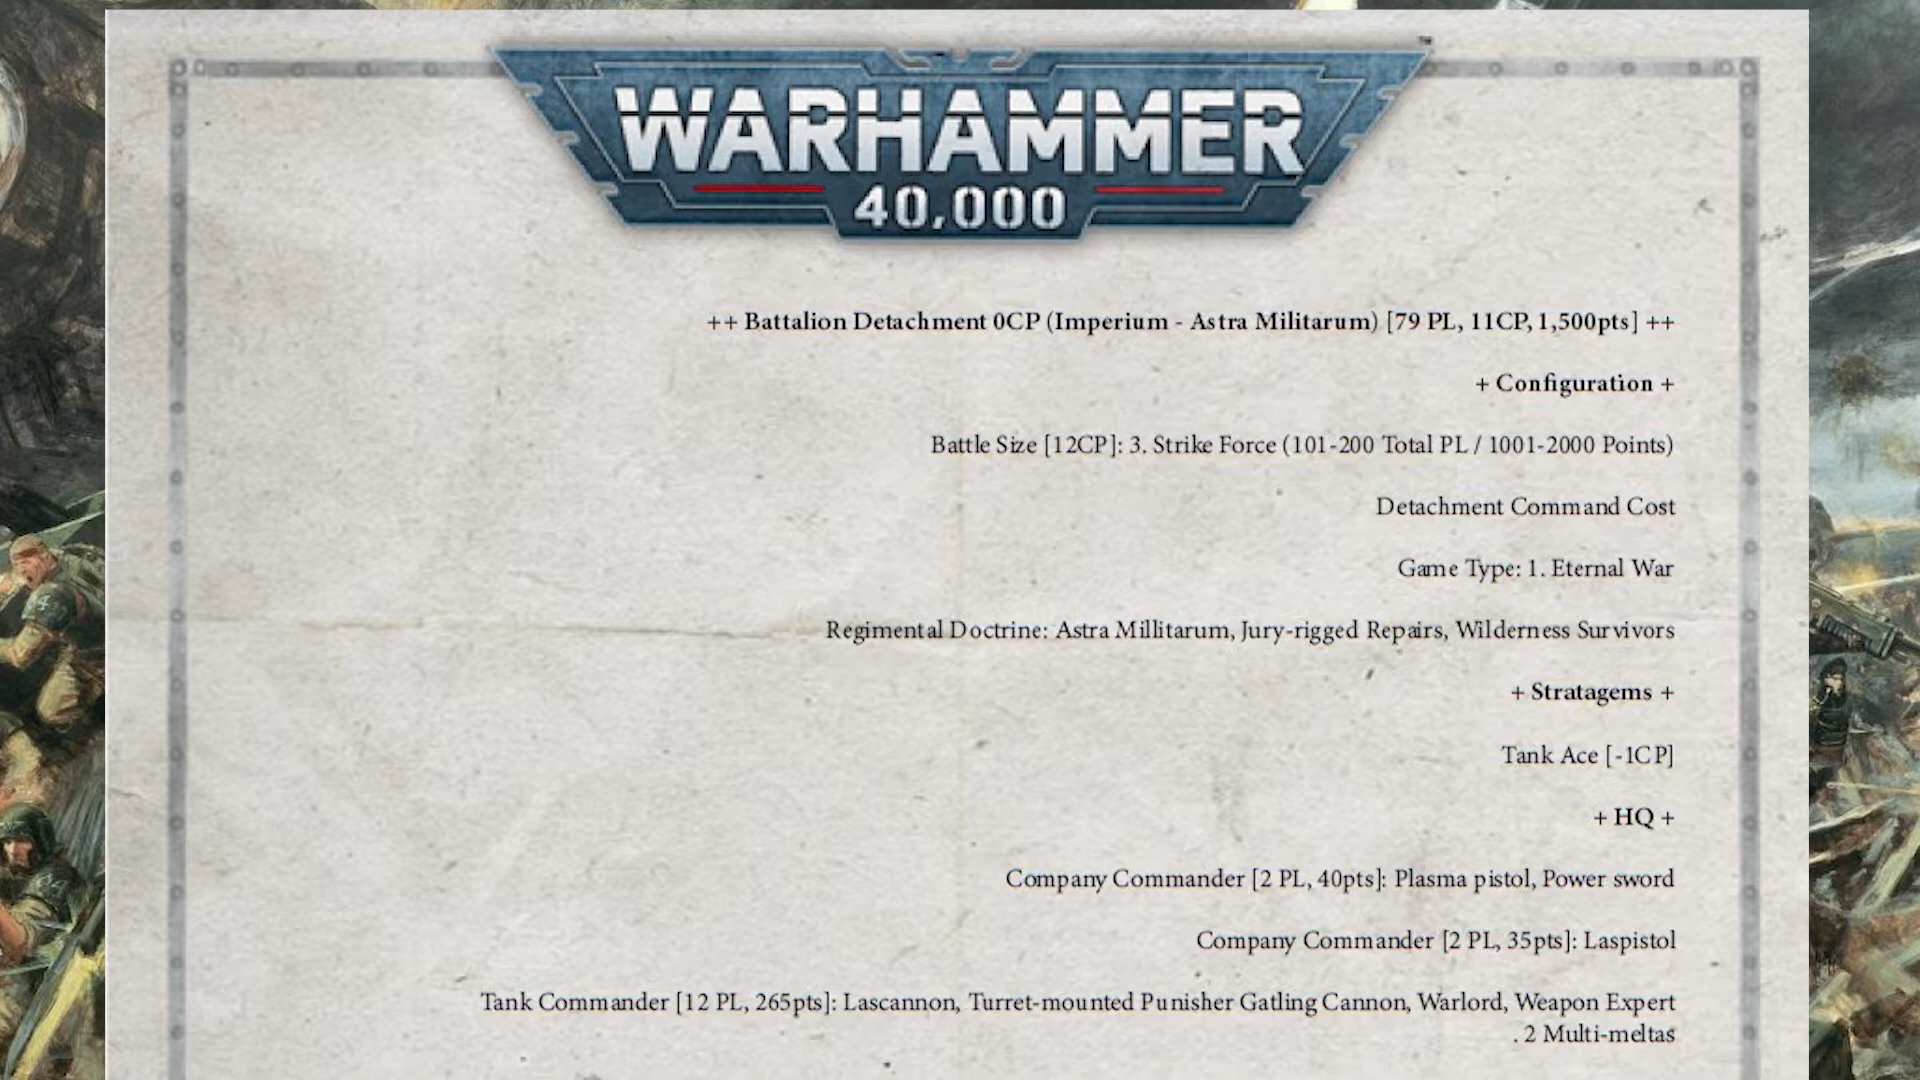 WARHAMMER
40,000
++ Battalion Detachment 0CP (Imperium - Astra Militarum) [79 PL, 11CP, 1,500pts] ++
+ Configuration +
Battle Size [12CP]: 3. Strike Force (101-200 Total PL / 1001-2000 Points)
Detachment Command Cost
Game Type: 1. Eternal War
Regimental Doctrine: Astra Millitarum, Jury-rigged Repairs, Wilderness Survivors
+ Stratagems +
Tank Ace [-1CP]
+ HQ +
Company Commander [2 PL, 40pts]: Plasma pistol, Power sword
Company Commander [2 PL, 35pts]: Laspistol
Tank Commander [12 PL, 265pts]: Lascannon, Turret-mounted Punisher Gatling Cannon, Warlord, Weapon Expert
. 2 Multi-meltas